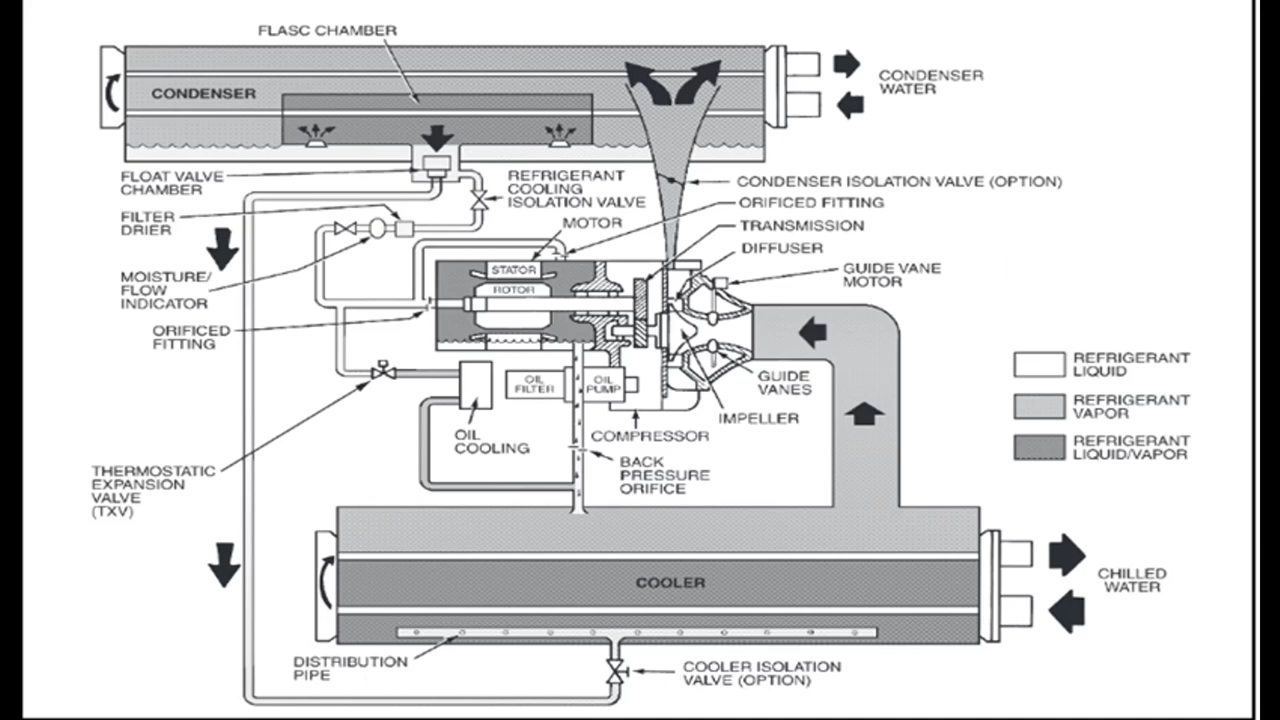 FLASC CHAMBER
CONDENSER
CONDENSER
WATER
FLOAT VALVE
CHAMBER
REFRIGERANT
COOLING
ISOLATION VALVE
CONDENSER ISOLATION VALVE (OPTION)
ORIFICED FITTING
FILTER
DRIER
MOTOR
TRANSMISSION
DIFFUSER
MOISTURE/
FLOW
INDICATOR
STATOR
ROTOR
GUIDE VANE
MOTOR
ORIFICED
FITTING
OIL
FILTER
OIL
PUMP
GUIDE
VANES
IMPELLER
REFRIGERANT
LIQUID
REFRIGERANT
VAPOR
REFRIGERANT
LIQUID/VAPOR
OIL
COOLING
COMPRESSOR
BACK
PRESSURE
ORIFICE
THERMOSTATIC
EXPANSION
VALVE
(TXV)
COOLER
CHILLED
WATER
DISTRIBUTION
PIPE
COOLER ISOLATION
VALVE (OPTION)